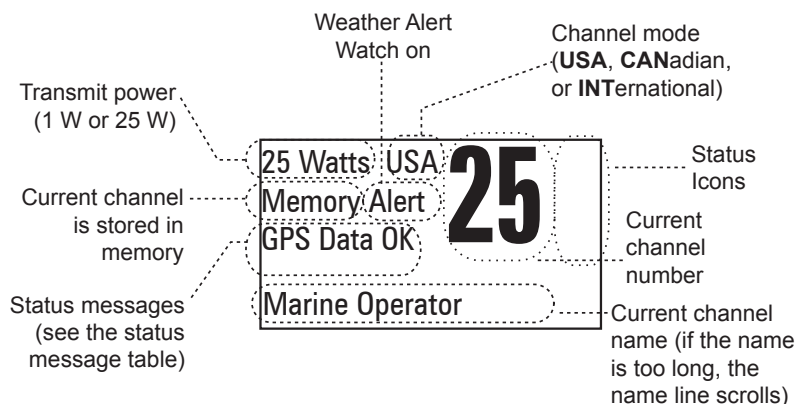 Weather Alert
Watch on
Channel mode
(USA, CANadian,
or INTernational)
Transmit power
(1 W or 25 W)
25 Watts USA
25
Status
Icons
Current channel
is stored in
memory
Memory Alert
GPS Data OK
Current
channel
number
Status messages
(see the status
message table)
Marine Operator
Current channel
name (if the name
is too long, the
name line scrolls)